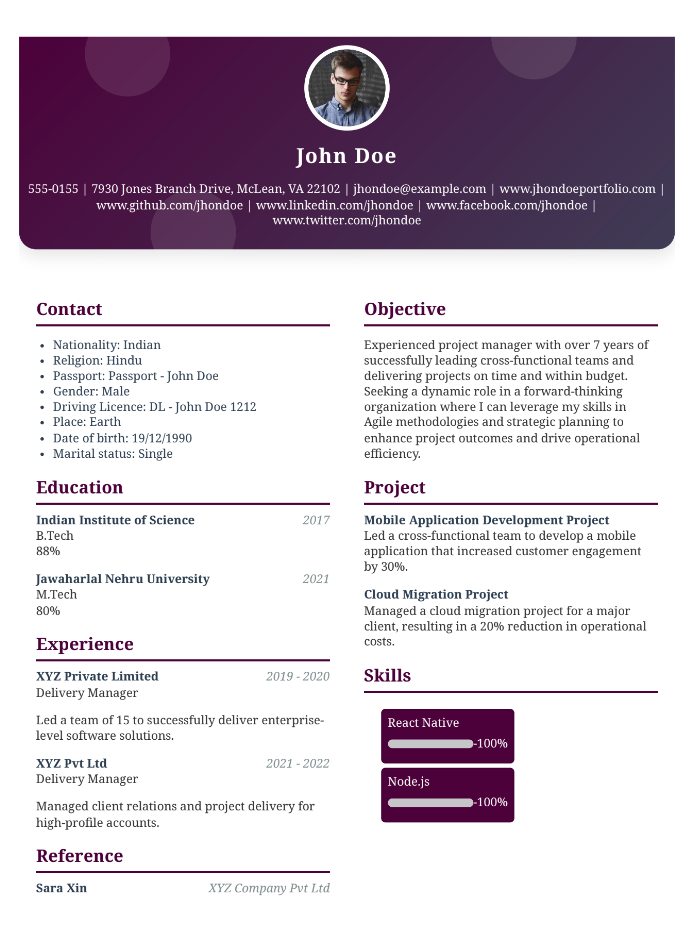 John Doe
555-0155 | 7930 Jones Branch Drive, McLean, VA 22102 | jhondoe@example.com | www.jhondoeportfolio.com |
www.github.com/jhondoe | www.linkedin.com/jhondoe | www.facebook.com/jhondoe |
www.twitter.com/jhondoe
Contact
• Nationality: Indian
• Religion: Hindu
• Passport: Passport - John Doe
• Gender: Male
• Driving Licence: DL - John Doe 1212
• Place: Earth
• Date of birth: 19/12/1990
• Marital status: Single
Education
Indian Institute of Science 2017
B.Tech
88%
Jawaharlal Nehru University 2021
M.Tech
80%
Experience
XYZ Private Limited 2019 - 2020
Delivery Manager
Led a team of 15 to successfully deliver enterprise-
level software solutions.
XYZ Pvt Ltd 2021 - 2022
Delivery Manager
Managed client relations and project delivery for
high-profile accounts.
Reference
Sara Xin XYZ Company Pvt Ltd
Objective
Experienced project manager with over 7 years of
successfully leading cross-functional teams and
delivering projects on time and within budget.
Seeking a dynamic role in a forward-thinking
organization where I can leverage my skills in
Agile methodologies and strategic planning to
enhance project outcomes and drive operational
efficiency.
Project
Mobile Application Development Project
Led a cross-functional team to develop a mobile
application that increased customer engagement
by 30%.
Cloud Migration Project
Managed a cloud migration project for a major
client, resulting in a 20% reduction in operational
costs.
Skills
React Native
-100%
Node.js
-100%